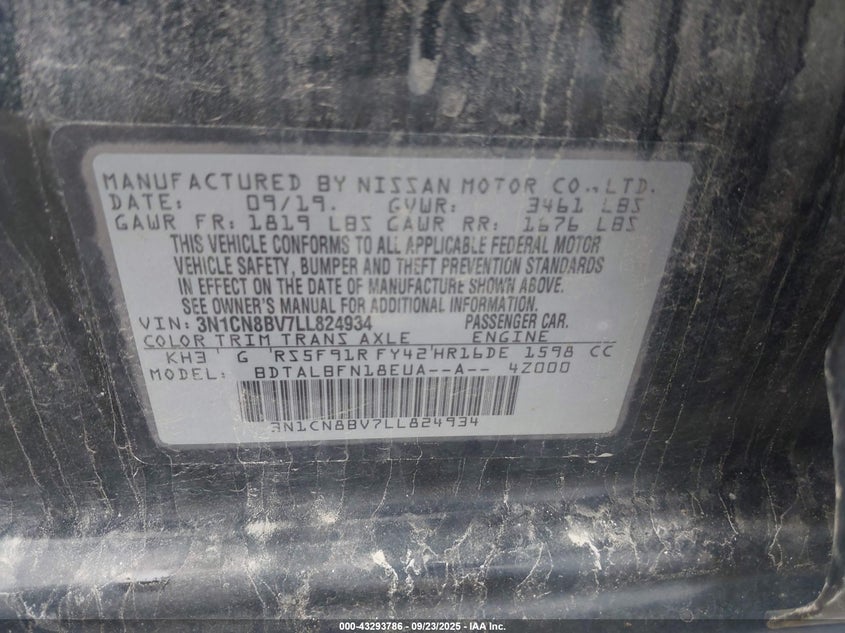 MANUFACTURED BY NISSAN MOTOR CO.,LTD.
DATE: 09/19. GVWR: 3461 LBS
GAWR FR: 1819 LBS GAWR RR: 1676 LBS
THIS VEHICLE CONFORMS TO ALL APPLICABLE FEDERAL MOTOR
VEHICLE SAFETY, BUMPER AND THEFT PREVENTION STANDARDS
IN EFFECT ON THE DATE OF MANUFACTURE SHOWN ABOVE.
SEE OWNER'S MANUAL FOR ADDITIONAL INFORMATION.
VIN: 3N1CN8BV7LL824934 PASSENGER CAR.
COLOR TRIM TRANS AXLE ENGINE
KH3 G RS5F91R FY42 HR16DE 1598 CC
MODEL: BDTALBFN18EUA--A-- 4Z000
3N1CN8BV7LL824934
000-43293786 - 09/23/2025 - IAA Inc.